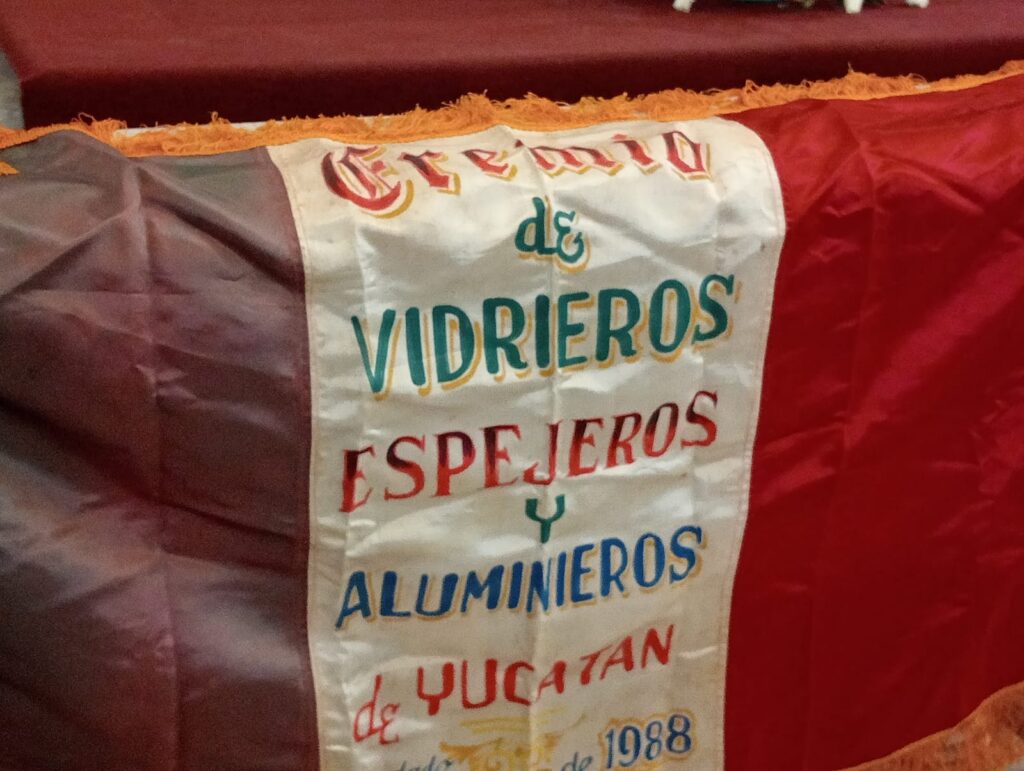 Gremio
de
VIDRIEROS
ESPEJEROS
Y
ALUMINIEROS
de YUCATAN
de 1988